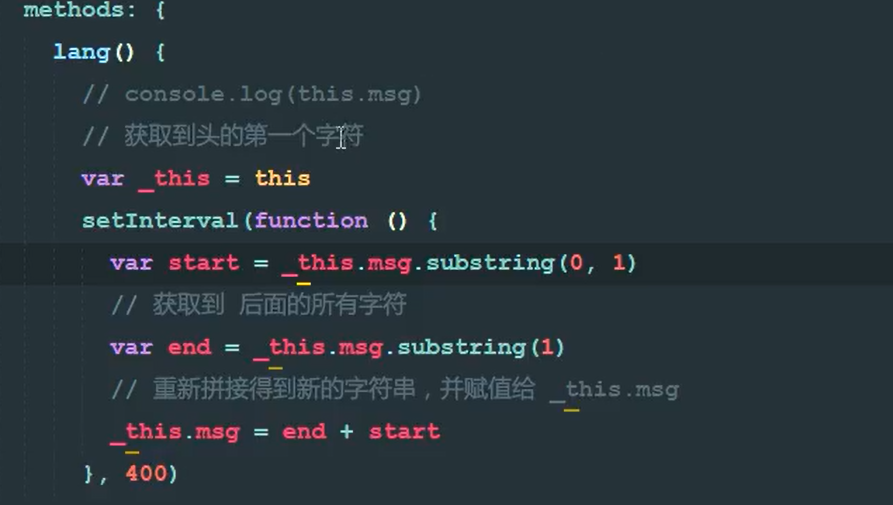 methods: {
lang() {
// console.log(this.msg)
// 获取到头的第一个字符
var _this = this
setInterval(function () {
var start = _this.msg.substring(0, 1)
// 获取到 后面的所有字符
var end = _this.msg.substring(1)
// 重新拼接得到新的字符串，并赋值给 _this.msg
_this.msg = end + start
}, 400)